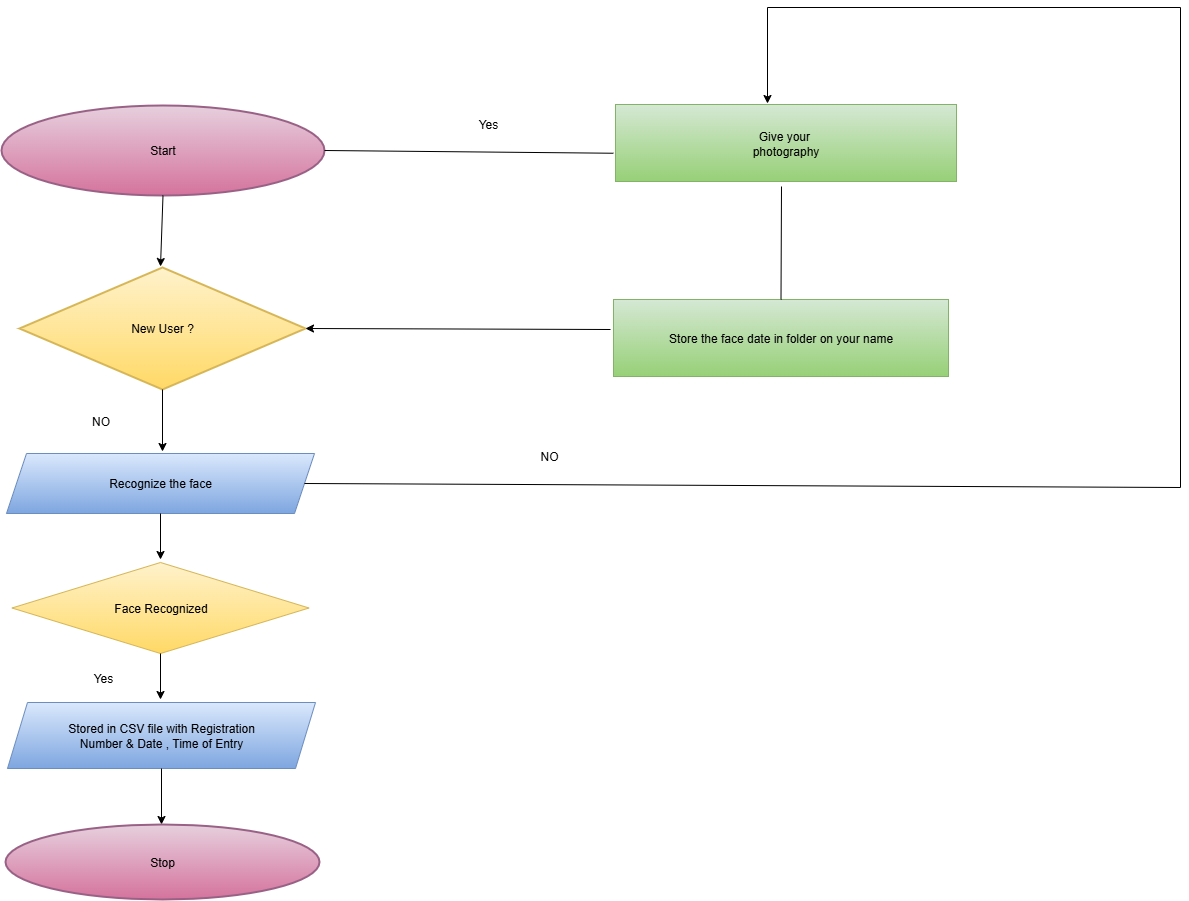 Start
Yes
Give your
photography
New User ?
Store the face date in folder on your name
NO
Recognize the face
NO
Face Recognized
Yes
Stored in CSV file with Registration
Number & Date , Time of Entry
Stop